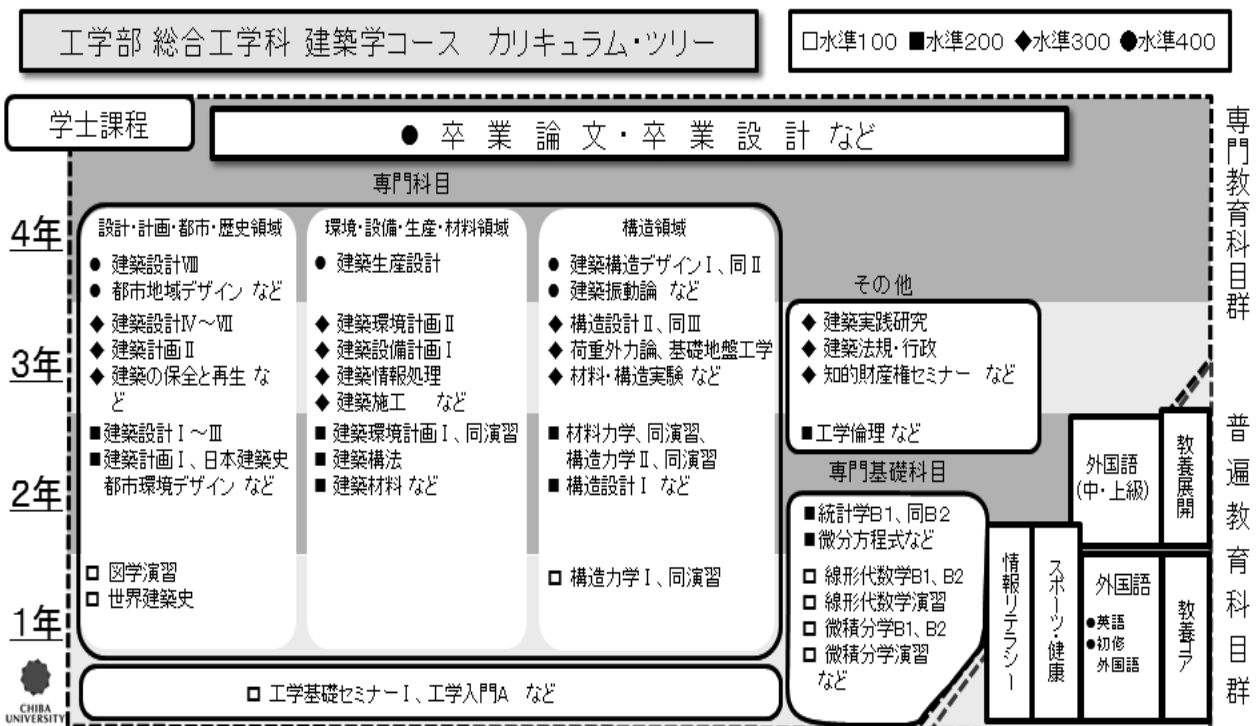 工学部 総合工学科 建築学コース カリキュラム・ツリー
□水準100 ■水準200 ◆水準300 ●水準400
学士課程
● 卒業論文・卒業設計 など
専門科目
4年
3年
2年
1年
設計・計画・都市・歴史領域
● 建築設計Ⅷ
● 都市地域デザイン など
◆ 建築設計Ⅳ～Ⅶ
◆ 建築計画Ⅱ
◆ 建築の保全と再生 な
ど
■建築設計Ⅰ～Ⅲ
■建築計画Ⅰ、日本建築史
都市環境デザイン など
□ 図学演習
□ 世界建築史
環境・設備・生産・材料領域
● 建築生産設計
◆ 建築環境計画Ⅱ
◆ 建築設備計画Ⅰ
◆ 建築情報処理
◆ 建築施工 など
■ 建築環境計画Ⅰ、同演習
■ 建築構法
■ 建築材料 など
構造領域
● 建築構造デザインⅠ、同Ⅱ
● 建築振動論 など
◆ 構造設計Ⅱ、同Ⅲ
◆ 荷重外力論、基礎地盤工学
◆ 材料・構造実験 など
■ 材料力学、同演習、
構造力学Ⅱ、同演習
■ 構造設計Ⅰ など
□ 構造力学Ⅰ、同演習
その他
◆ 建築実践研究
◆ 建築法規・行政
◆ 知的財産権セミナー など
■工学倫理 など
専門基礎科目
■統計学B1、同B2
■微分方程式など
□ 線形代数学B1、B2
□ 線形代数学演習
□ 微積分学B1、B2
□ 微積分学演習
など
□ 工学基礎セミナーⅠ、工学入門A など
情報リテラシー
スポーツ・健康
外国語
(中・上級)
教養展開
外国語
●英語
●初修
外国語
教養コア
専門教育科目群
普遍教育科目群
CHIBA
UNIVERSITY